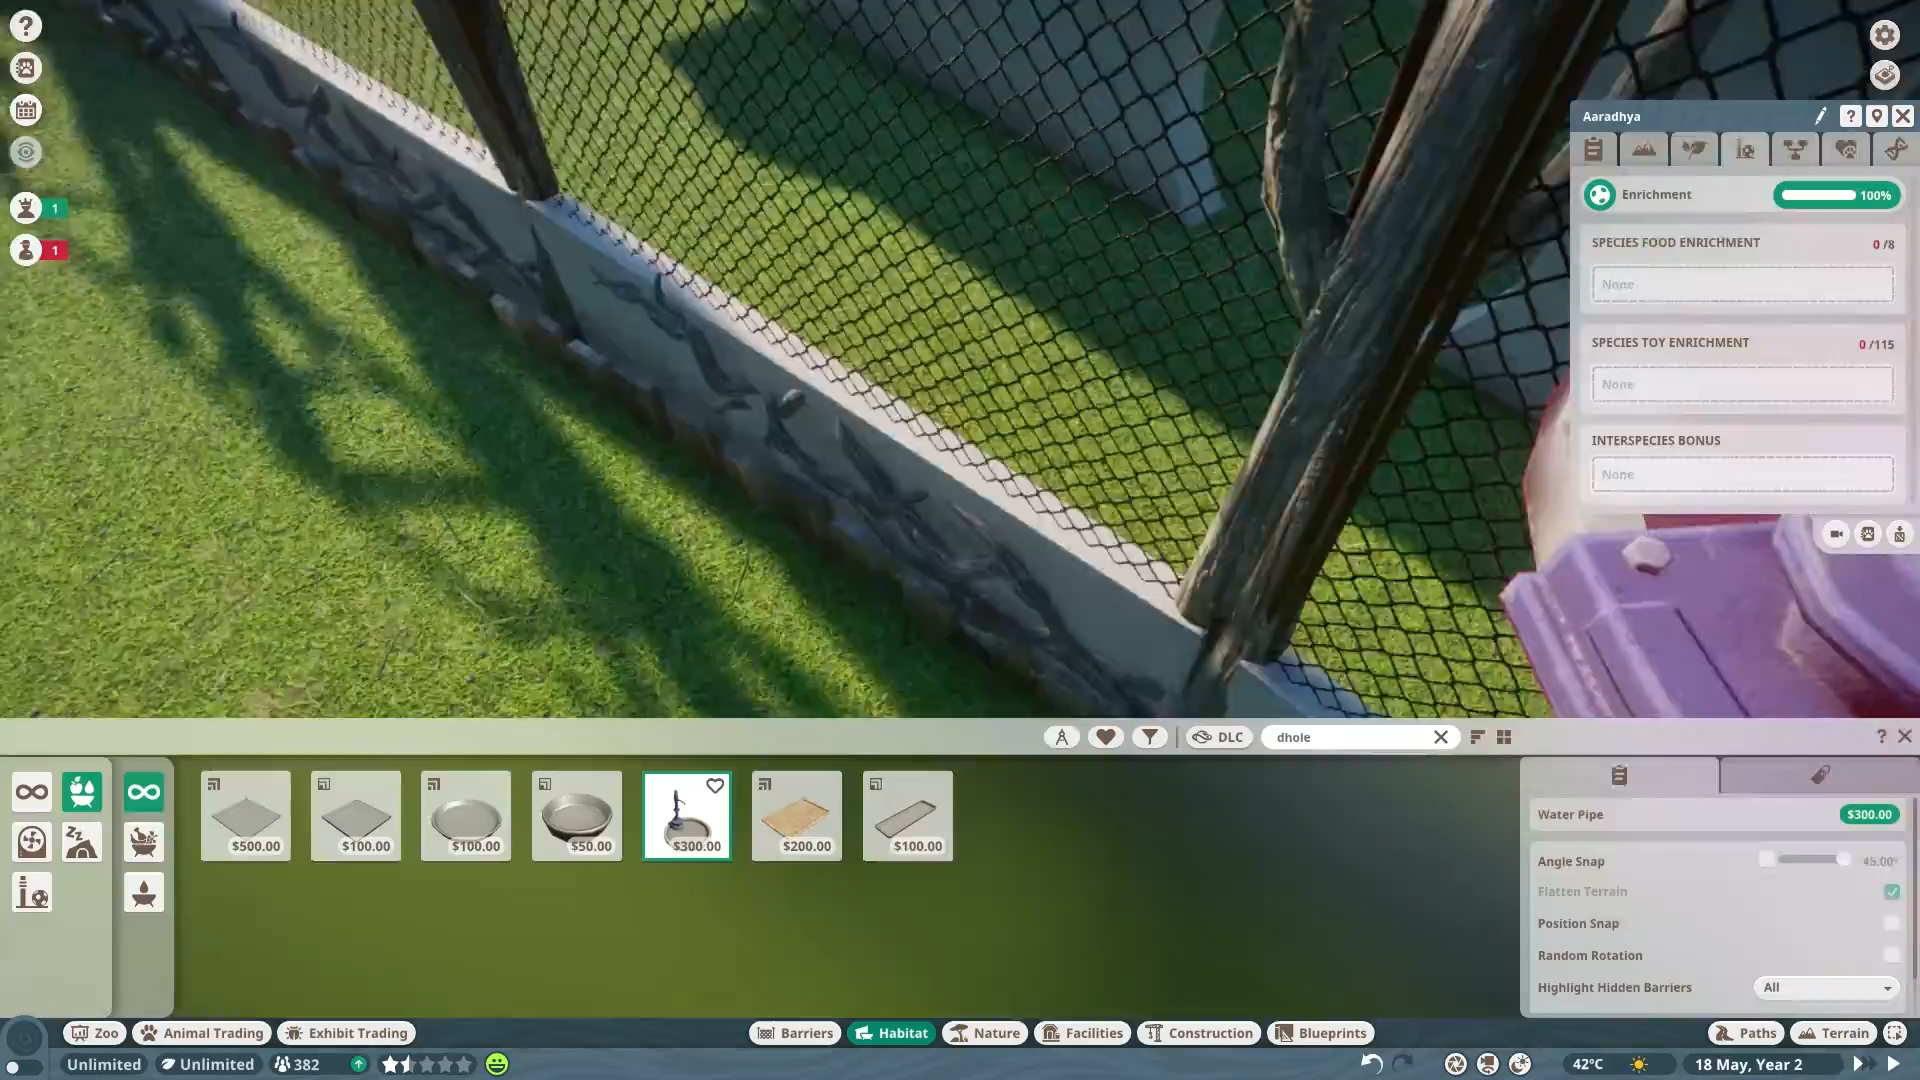 ?
1
1
Aaradhya
?
Enrichment
100%
SPECIES FOOD ENRICHMENT
0 /8
None
SPECIES TOY ENRICHMENT
0 /115
None
INTERSPECIES BONUS
None
DLC
dhole
?
$500.00
$100.00
$100.00
$50.00
$300.00
$200.00
$100.00
Water Pipe
$300.00
Angle Snap
45.00°
Flatten Terrain
Position Snap
Random Rotation
Highlight Hidden Barriers
All
Zoo
Animal Trading
Exhibit Trading
Barriers
Habitat
Nature
Facilities
Construction
Blueprints
Paths
Terrain
Unlimited
Unlimited
382
42°C
18 May, Year 2